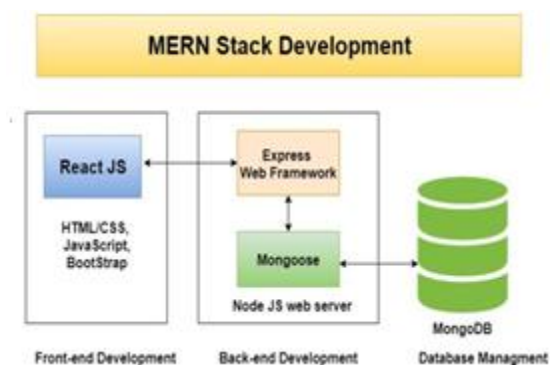 MERN Stack Development
React JS
HTML/CSS,
JavaScript,
BootStrap
Front-end Development
Express
Web Framework
Mongoose
Node JS web server
Back-end Development
MongoDB
Database Managment